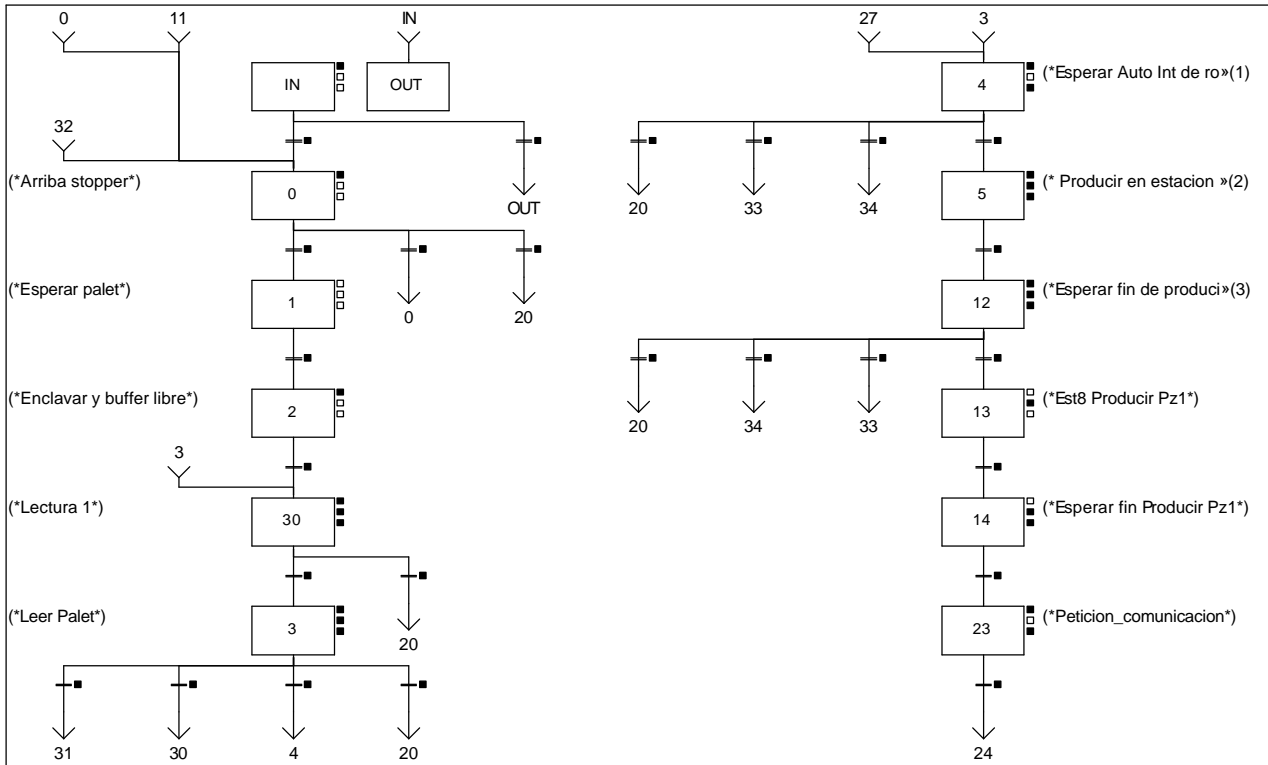 0 11 IN 27 3
IN OUT 4 (*Esperar Auto Int de ro»(1)
32
(*Arriba stopper*) 0 OUT 20 33 34 5 (* Producir en estacion »(2)
(*Esperar palet*) 1 0 20 12 (*Esperar fin de produci»(3)
(*Enclavar y buffer libre*) 2 20 34 33 13 (*Est8 Producir Pz1*)
3
(*Lectura 1*) 30 14 (*Esperar fin Producir Pz1*)
(*Leer Palet*) 3 20 23 (*Peticion_comunicacion*)
31 30 4 20 24